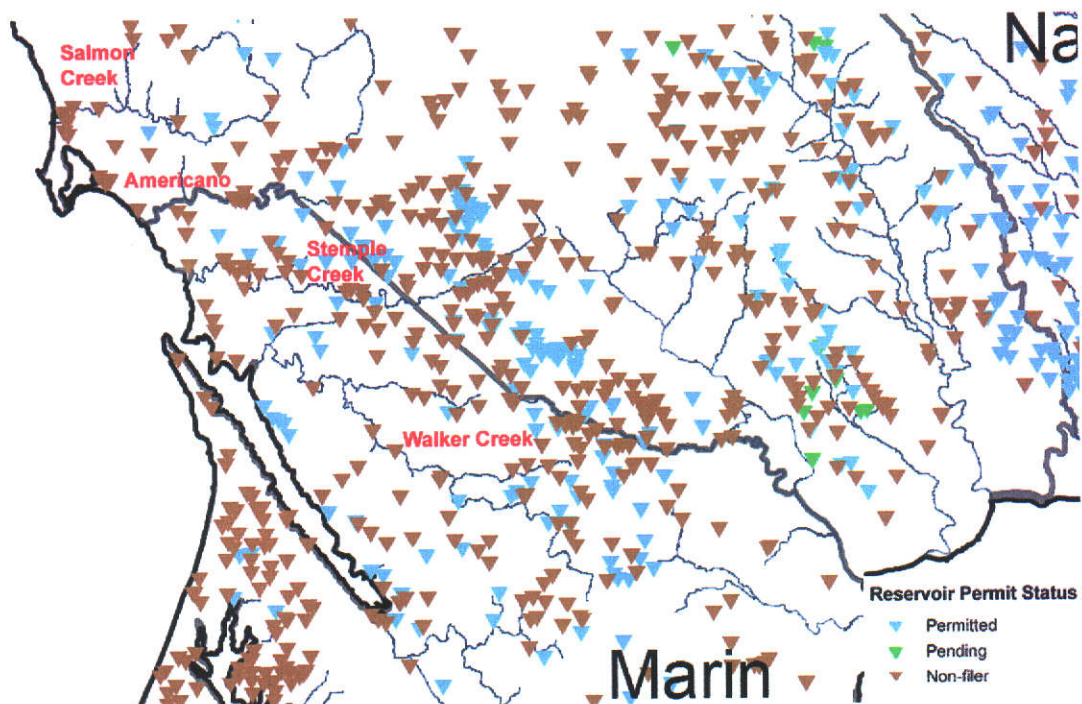 Na
Salmon
Creek
Americano
Stemple
Creek
Walker Creek
Marin
Reservoir Permit Status
Permitted
Pending
Non-filer